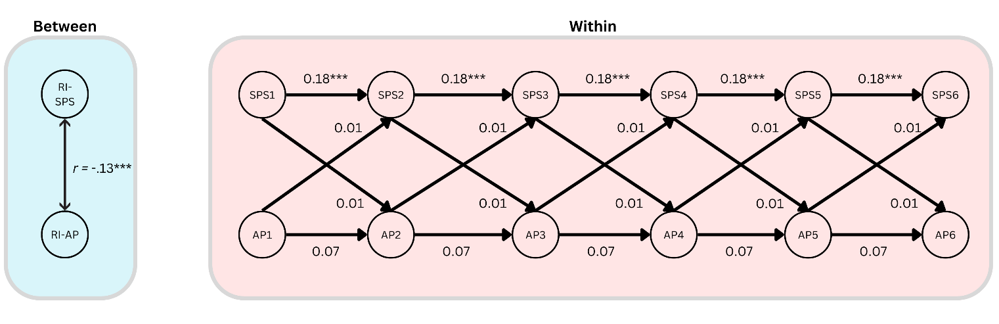 Between
Within
RI-
SPS
r = -.13***
RI-AP
0.18*** 0.18*** 0.18*** 0.18*** 0.18***
SPS1 SPS2 SPS3 SPS4 SPS5 SPS6
0.01 0.01 0.01 0.01 0.01
0.01 0.01 0.01 0.01 0.01
AP1 AP2 AP3 AP4 AP5 AP6
0.07 0.07 0.07 0.07 0.07